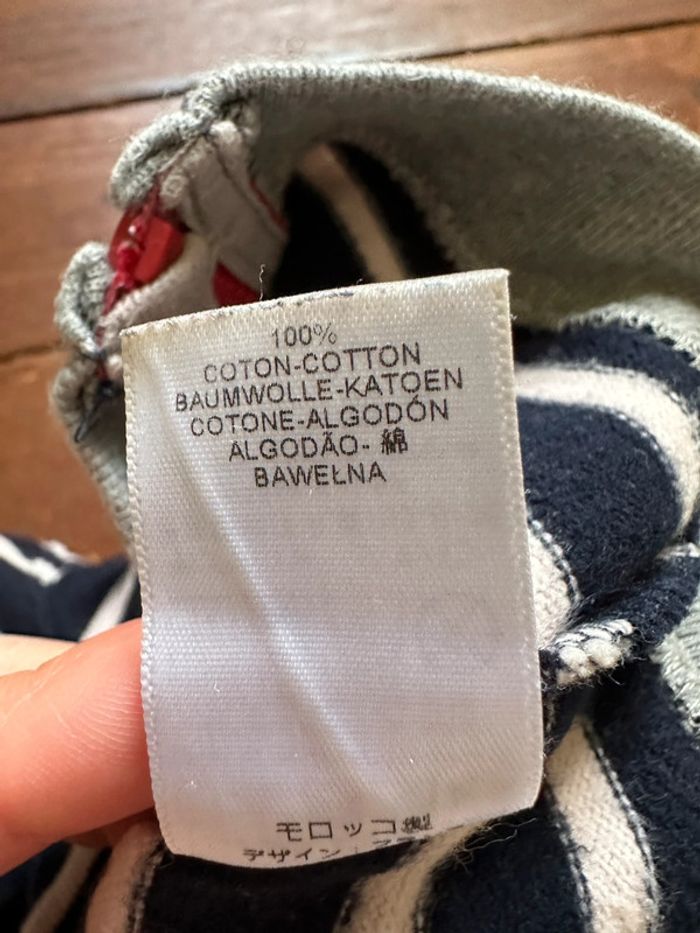 100%
COTON-COTTON
BAUMWOLLE-KATOEN
COTONE-ALGODÓN
ALGODÃO- 綿
BAWEŁNA
モロッコ製
デザイン